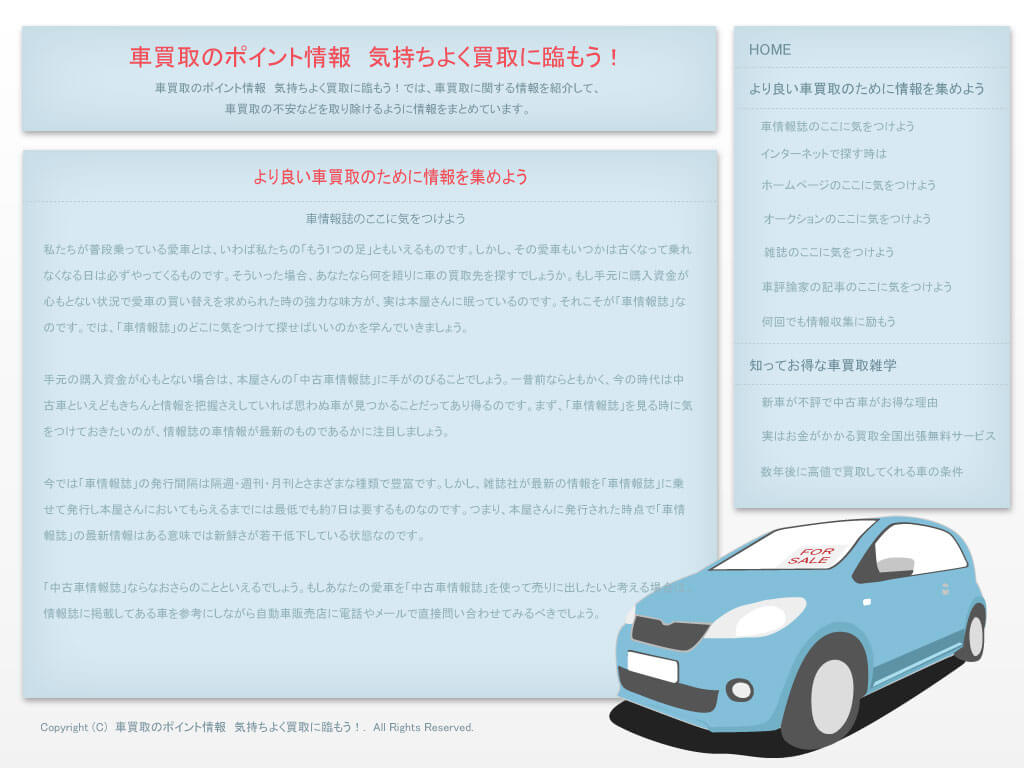 車買取のポイント情報　気持ちよく買取に臨もう！
車買取のポイント情報　気持ちよく買取に臨もう！では、車買取に関する情報を紹介して、
車買取の不安などを取り除けるように情報をまとめています。
より良い車買取のために情報を集めよう
車情報誌のここに気をつけよう
私たちが普段乗っている愛車とは、いわば私たちの「もう1つの足」ともいえるものです。しかし、その愛車もいつかは古くなって乗れ
なくなる日は必ずやってくるものです。そういった場合、あなたなら何を頼りに車の買取先を探すでしょうか。もし手元に購入資金が
心もとない状況で愛車の買い替えを求められた時の強力な味方が、実は本屋さんに眠っているのです。それこそが「車情報誌」な
のです。では、「車情報誌」のどこに気をつけて探せばいいのかを学んでいきましょう。
手元の購入資金が心もとない場合は、本屋さんの「中古車情報誌」に手がのびることでしょう。一昔前ならともかく、今の時代は中
古車といえどもきちんと情報を把握さえしていれば思わぬ車が見つかることだってあり得るのです。まず、「車情報誌」を見る時に気
をつけておきたいのが、情報誌の車情報が最新のものであるかに注目しましょう。
今では「車情報誌」の発行間隔は隔週・週刊・月刊とさまざまな種類で豊富です。しかし、雑誌社が最新の情報を「車情報誌」に乗
せて発行し本屋さんにおいてもらえるまでには最低でも約7日は要するものなのです。つまり、本屋さんに発行された時点で「車情
報誌」の最新情報はある意味では新鮮さが若干低下している状態なのです。
「中古車情報誌」ならなおさらのことといえるでしょう。もしあなたの愛車を「中古車情報誌」を使って売りに出したいと考える場合
情報誌に掲載してある車を参考にしながら自動車販売店に電話やメールで直接問い合わせてみるべきでしょう。
Copyright (C)　車買取のポイント情報　気持ちよく買取に臨もう！. All Rights Reserved.
HOME
より良い車買取のために情報を集めよう
車情報誌のここに気をつけよう
インターネットで探す時は
ホームページのここに気をつけよう
オークションのここに気をつけよう
雑誌のここに気をつけよう
車評論家の記事のここに気をつけよう
何回でも情報収集に励もう
知ってお得な車買取雑学
新車が不評で中古車がお得な理由
実はお金がかかる買取全国出張無料サービス
数年後に高値で買取してくれる車の条件
FOR
SALE